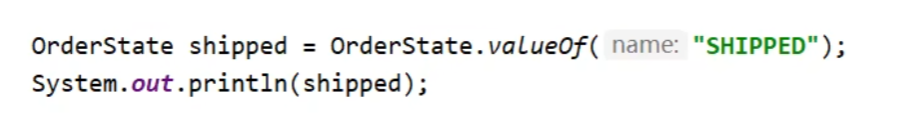 OrderState shipped = OrderState.valueOf( name: "SHIPPED");
System.out.println(shipped);